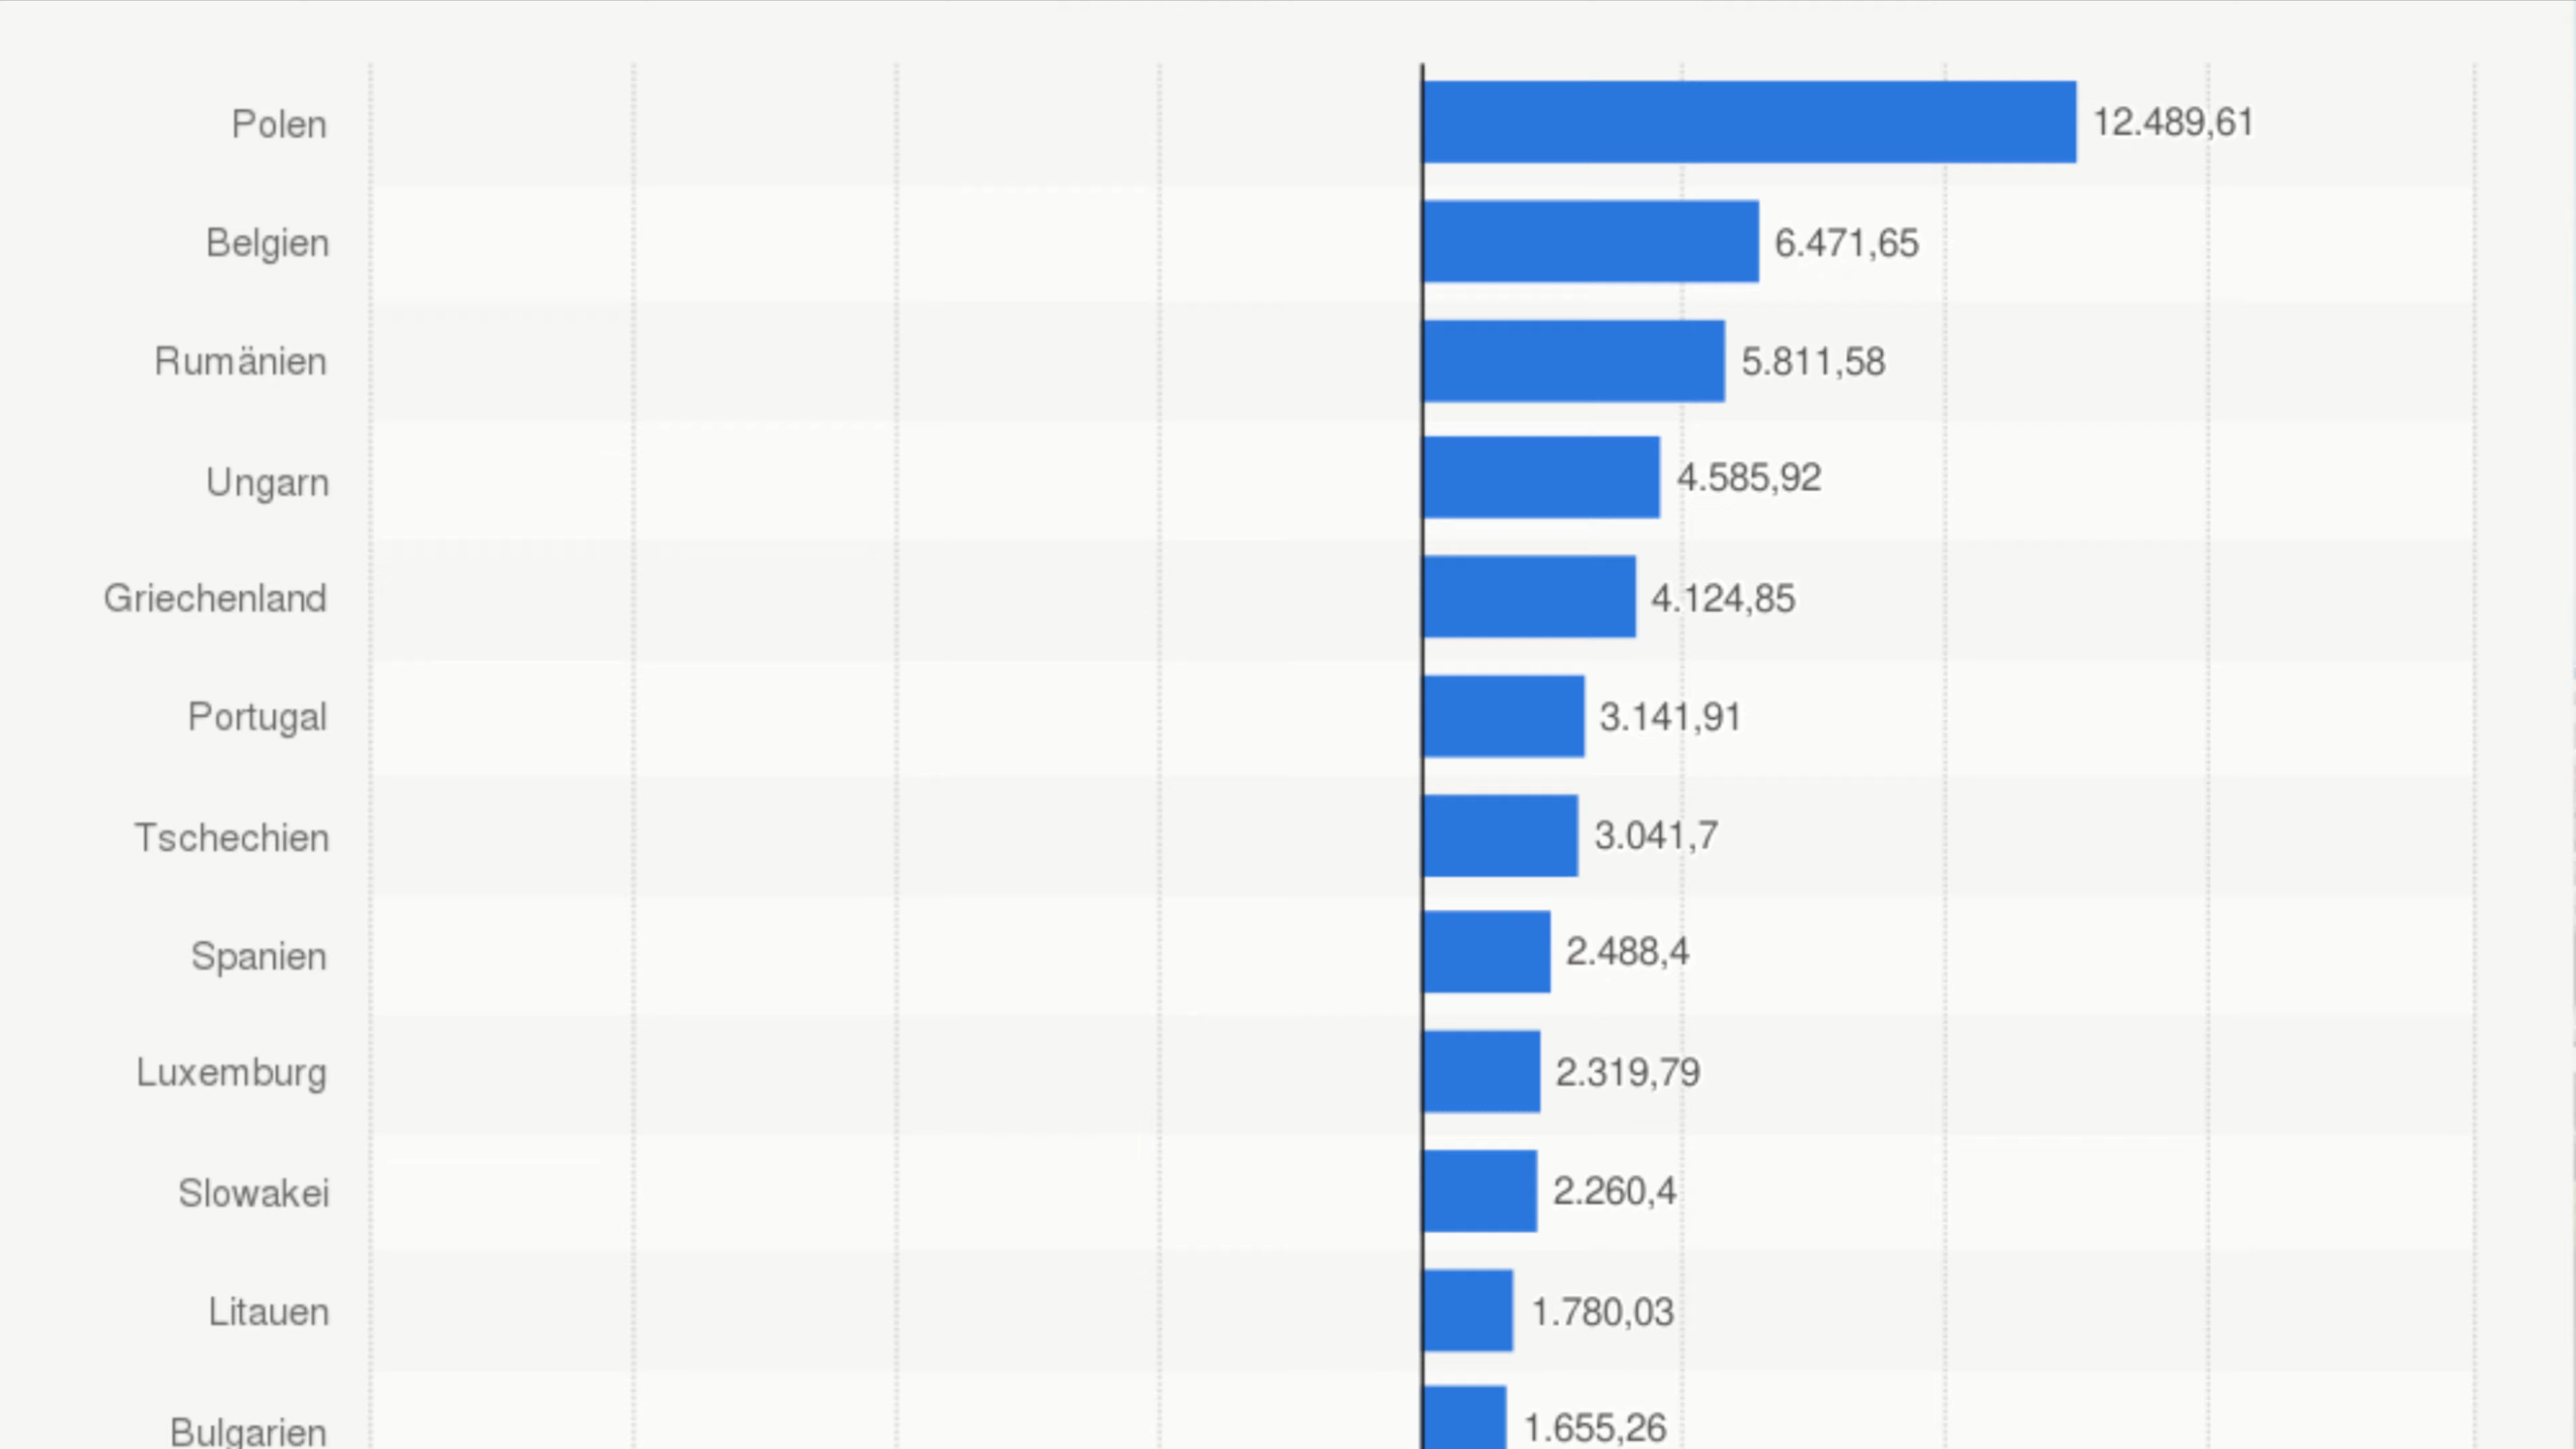 Polen 12.489,61
Belgien 6.471,65
Rumänien 5.811,58
Ungarn 4.585,92
Griechenland 4.124,85
Portugal 3.141,91
Tschechien 3.041,7
Spanien 2.488,4
Luxemburg 2.319,79
Slowakei 2.260,4
Litauen 1.780,03
Bulgarien 1.655,26